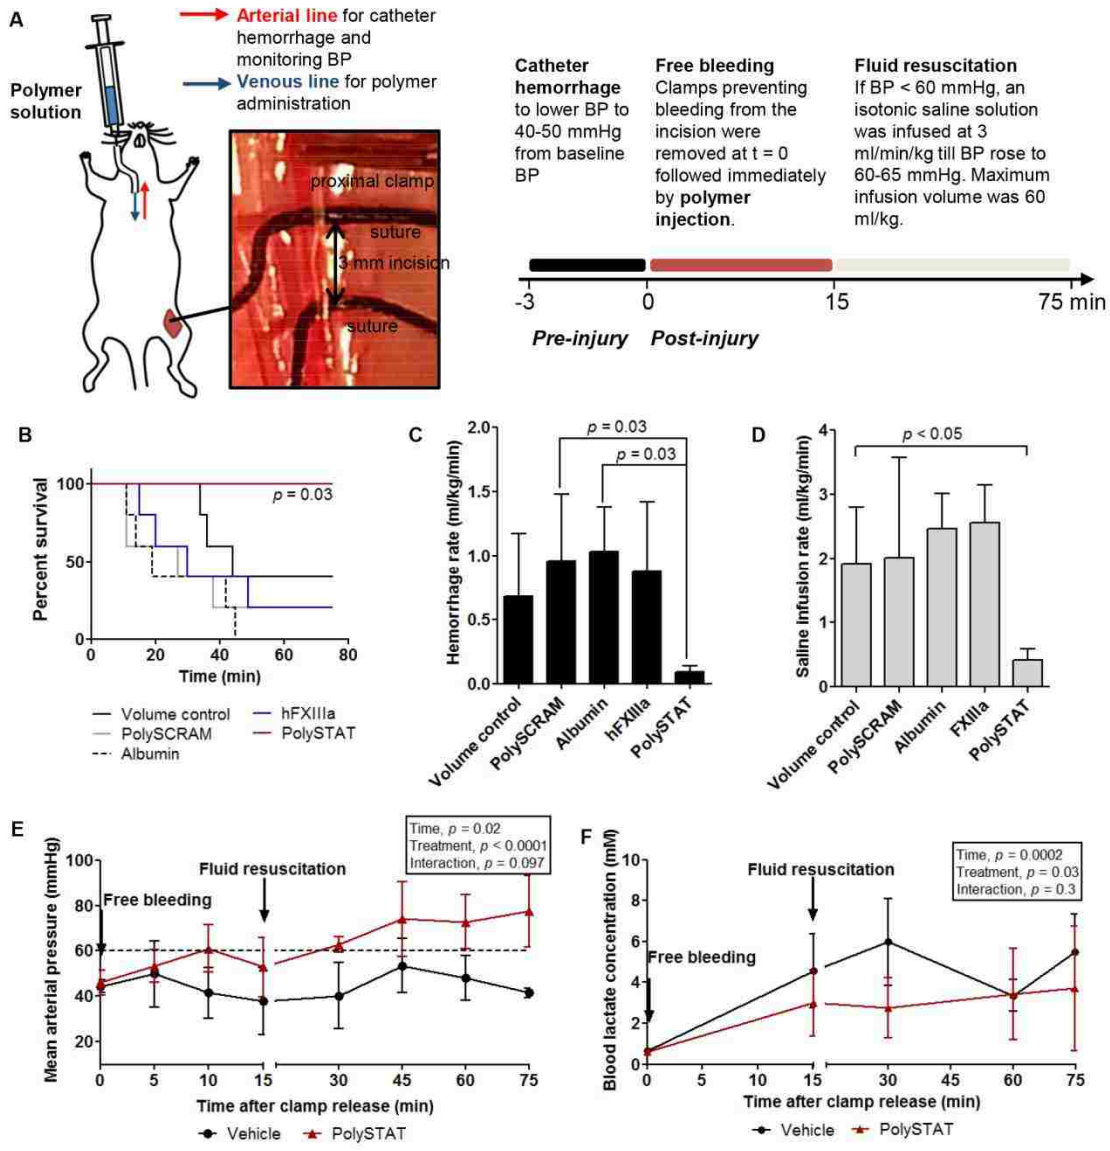 A
Arterial line for catheter
hemorrhage and
monitoring BP
Venous line for polymer
administration
Polymer
solution
proximal clamp
suture
3 mm incision
suture
Catheter
hemorrhage
to lower BP to
40-50 mmHg
from baseline
BP
Free bleeding
Clamps preventing
bleeding from the
incision were
removed at t = 0
followed immediately
by polymer
injection.
Fluid resuscitation
If BP < 60 mmHg, an
isotonic saline solution
was infused at 3
ml/min/kg till BP rose to
60-65 mmHg. Maximum
infusion volume was 60
ml/kg.
-3
0
15
75 min
Pre-injury
Post-injury
B
Percent survival
100
50
0
p = 0.03
0 20 40 60 80
Time (min)
Volume control
PolySCRAM
Albumin
hFXIIIa
PolySTAT
C
Hemorrhage rate (ml/kg/min)
2.0
1.5
1.0
0.5
0.0
p = 0.03
p = 0.03
Volume control
PolySCRAM
Albumin
hFXIIIa
PolySTAT
D
Saline Infusion rate (ml/kg/min)
4
3
2
1
0
p < 0.05
Volume control
PolySCRAM
Albumin
FXIIIa
PolySTAT
E
Mean arterial pressure (mmHg)
100
80
60
40
20
Free bleeding
Fluid resuscitation
Time, p = 0.02
Treatment, p < 0.0001
Interaction, p = 0.097
0 5 10 15 30 45 60 75
Time after clamp release (min)
Vehicle
PolySTAT
F
Blood lactate concentration (mM)
10
8
6
4
2
0
Free bleeding
Fluid resuscitation
Time, p = 0.0002
Treatment, p = 0.03
Interaction, p = 0.3
0 5 10 15 30 45 60 75
Time after clamp release (min)
Vehicle
PolySTAT